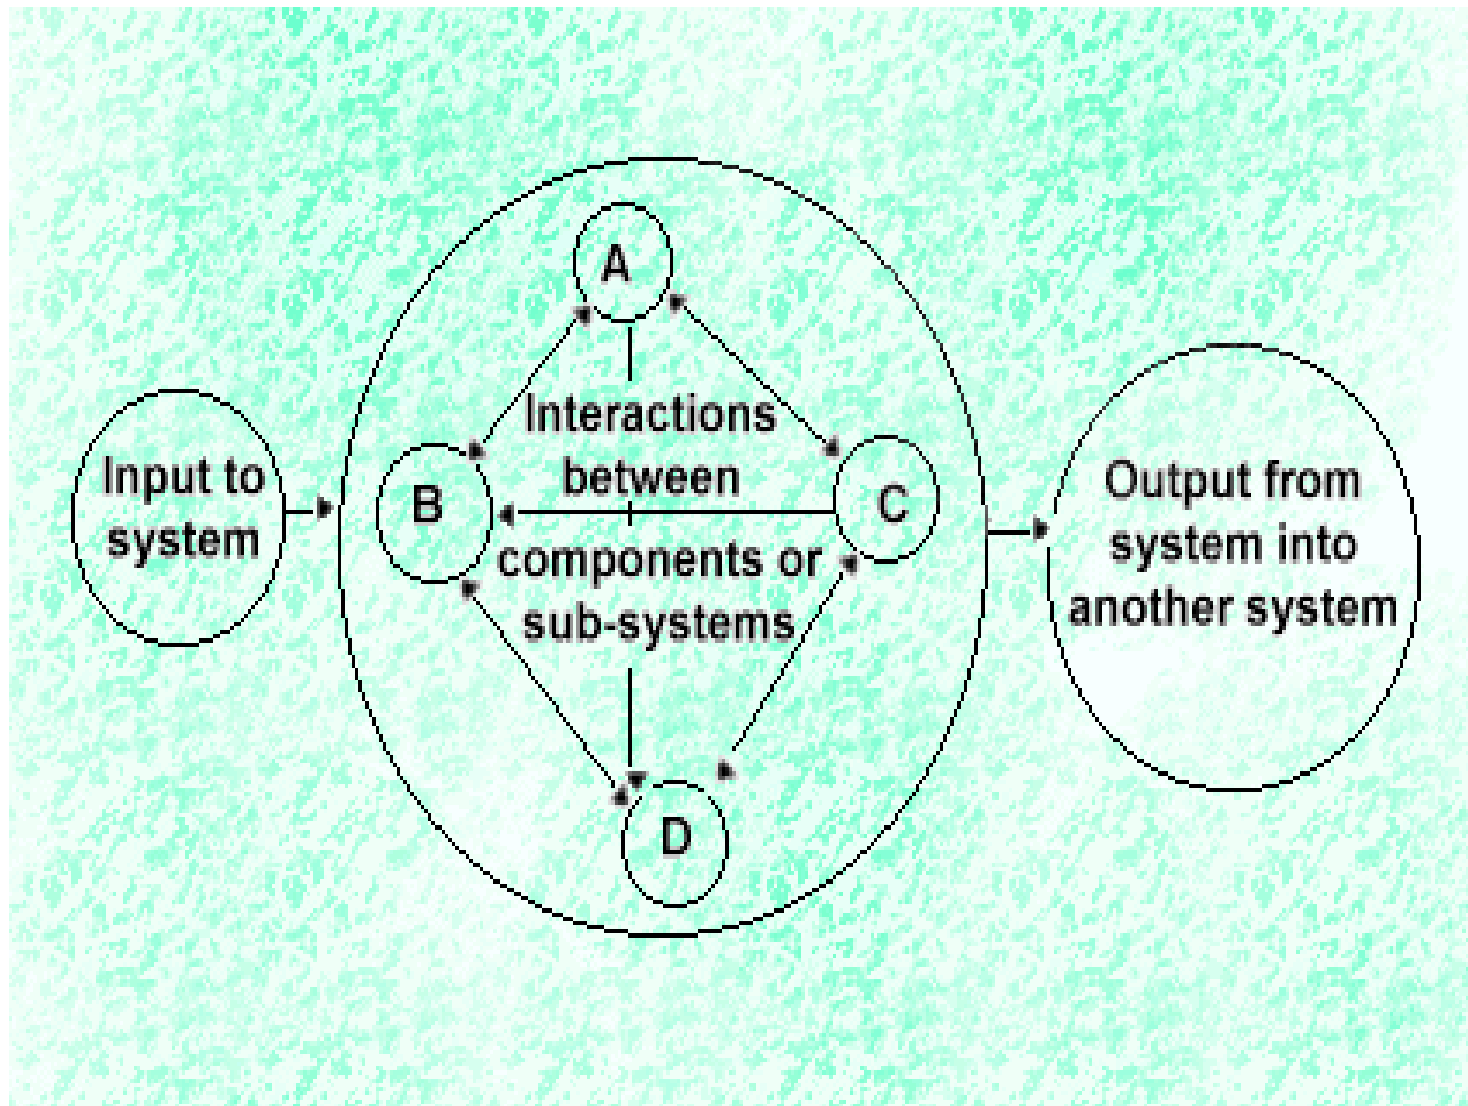 A
Interactions
between
B
C
Input to
system
components or
sub-systems
Output from
system into
another system
D